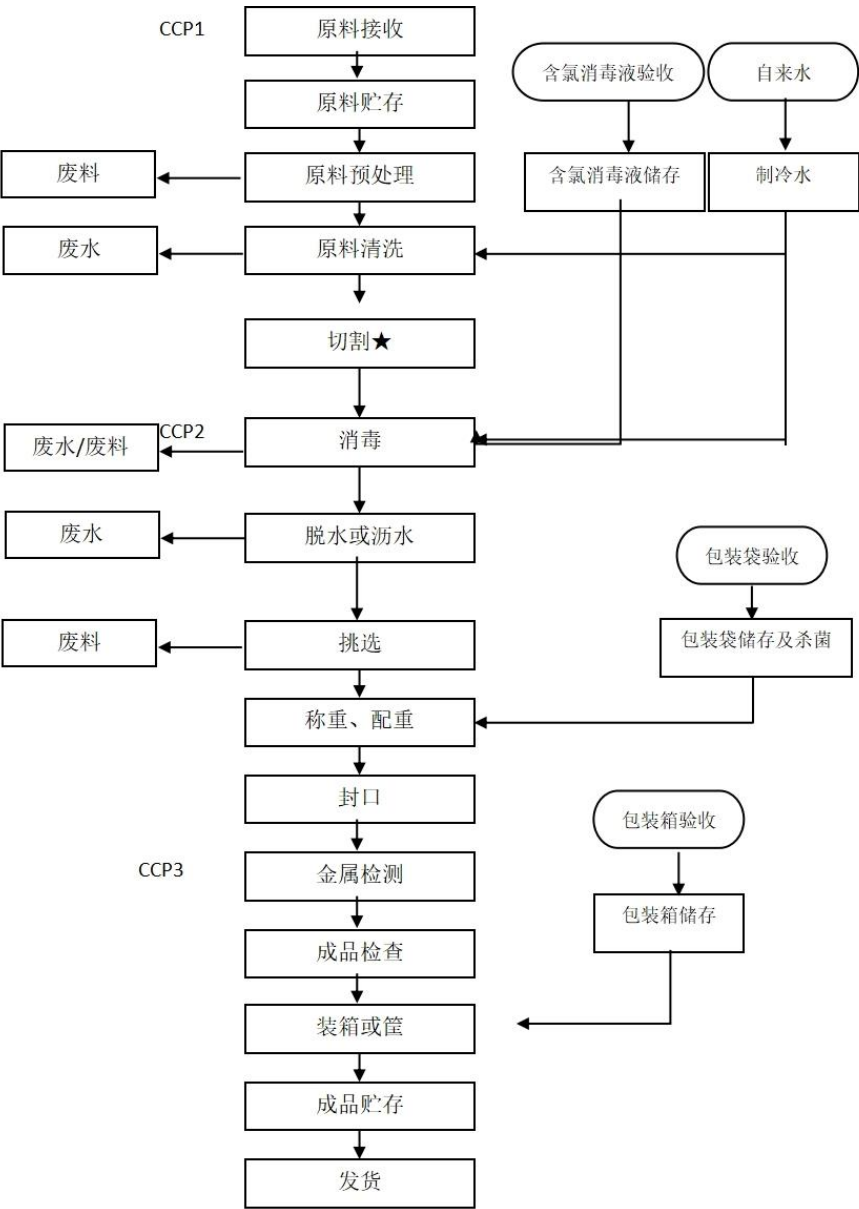 CCP1
原料接收
含氯消毒液验收
自来水
原料贮存
废料
原料预处理
含氯消毒液储存
制冷水
废水
原料清洗
切割★
废水/废料
CCP2
消毒
废水
脱水或沥水
包装袋验收
废料
挑选
包装袋储存及杀菌
称重、配重
封口
包装箱验收
CCP3
金属检测
包装箱储存
成品检查
装箱或筐
成品贮存
发货